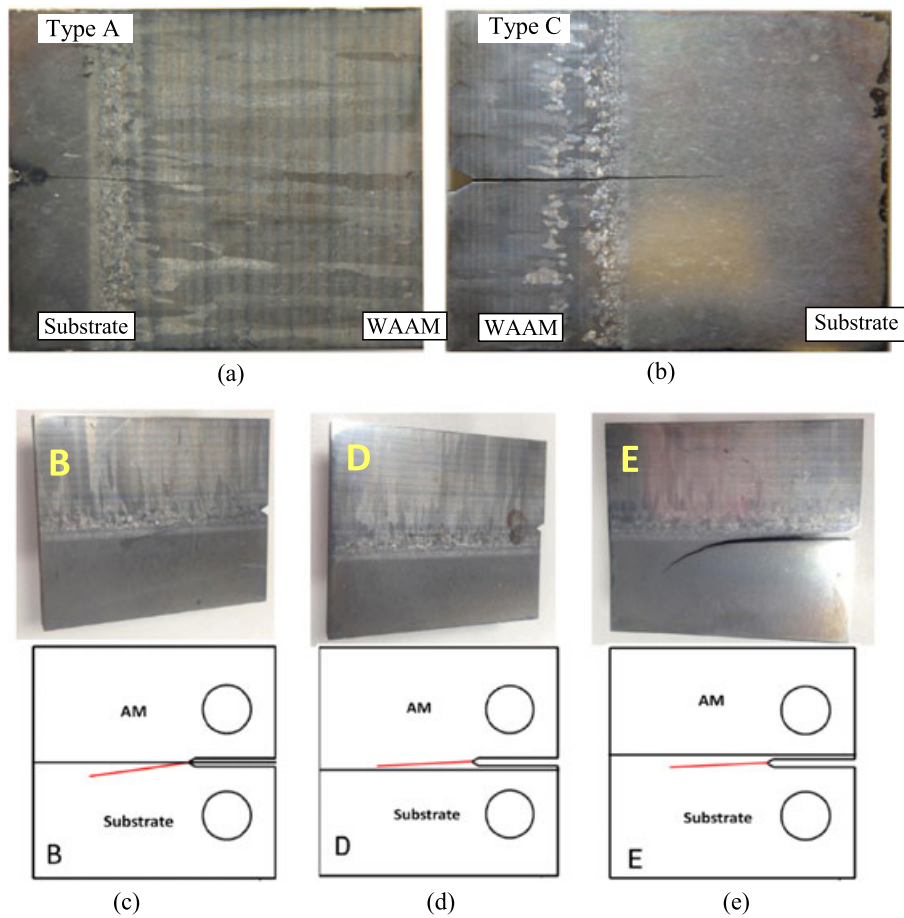 Type A
Type C
Substrate
WAAM
WAAM
Substrate
(a)
(b)
B
D
E
AM
Substrate
B
AM
Substrate
D
AM
Substrate
E
(c)
(d)
(e)